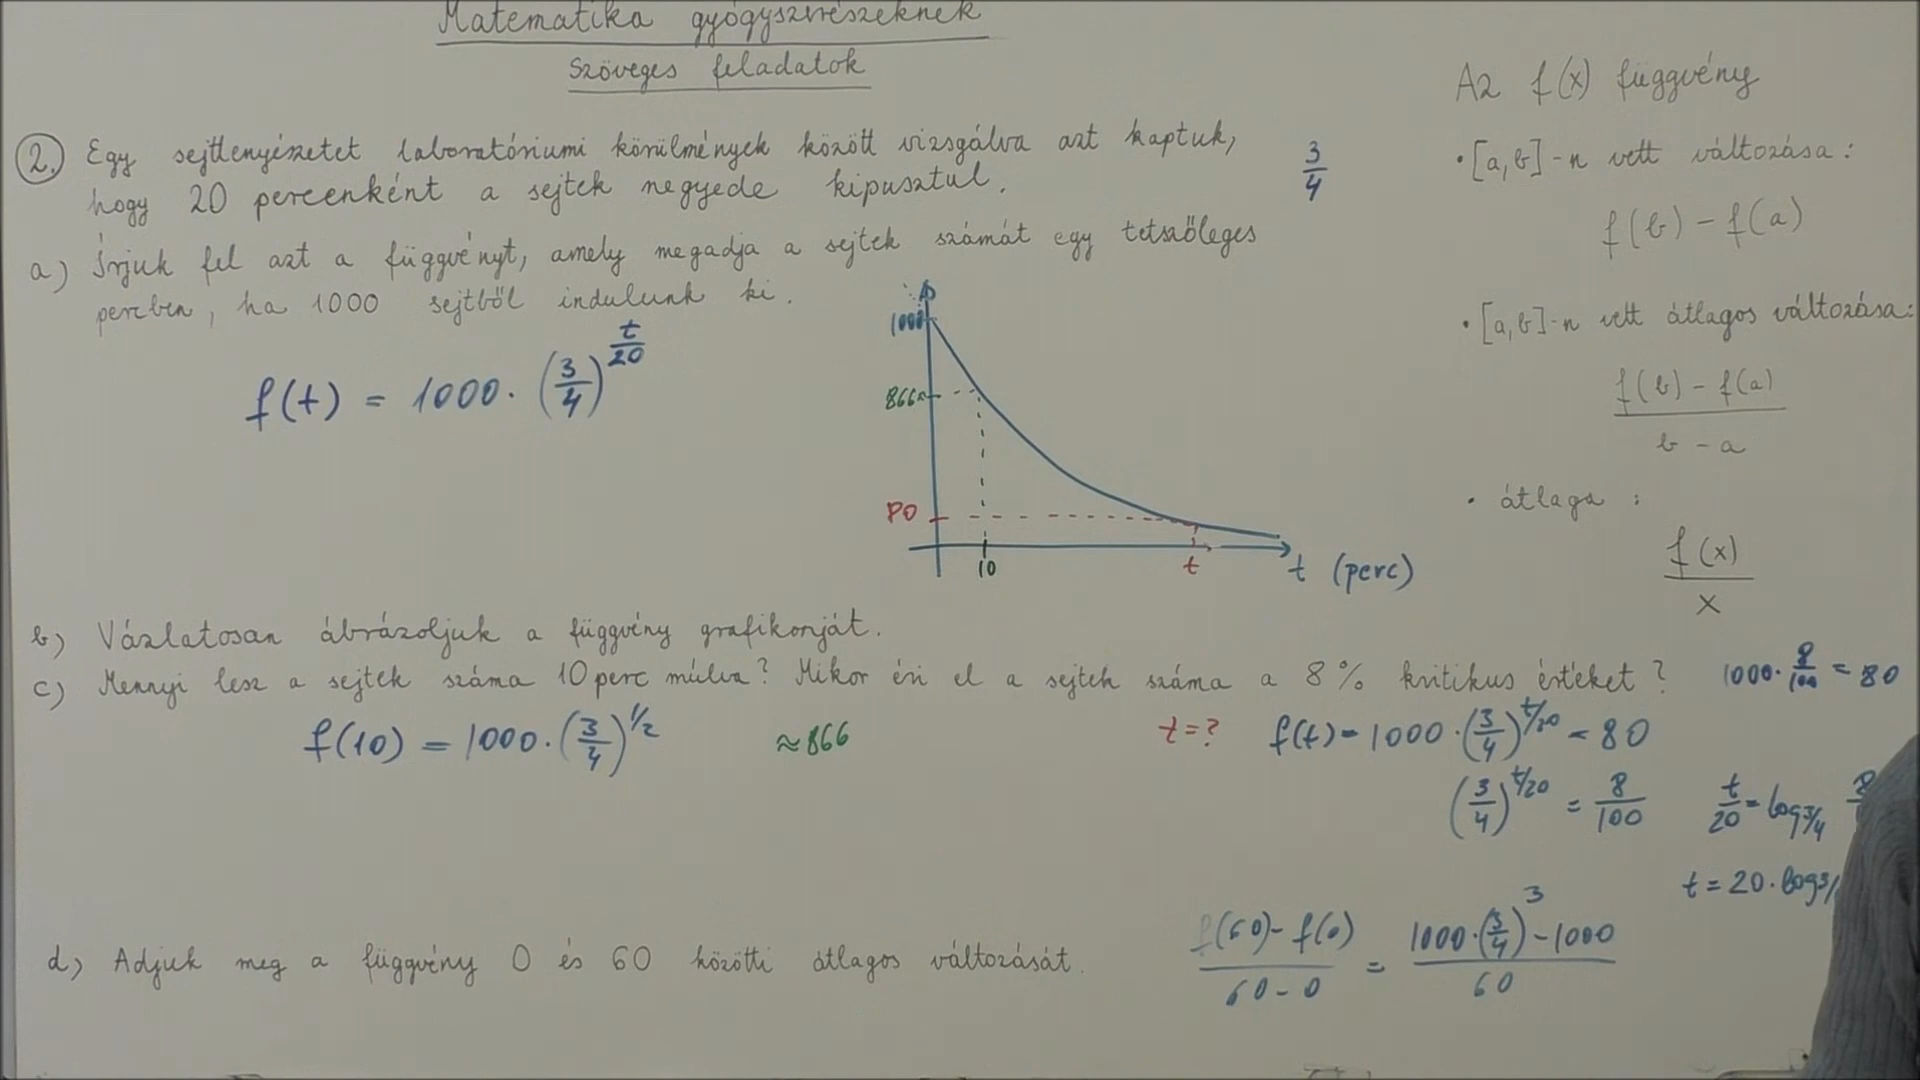 Matematika gyógyszerészeknek
Szöveges feladatok
2. Egy sejttenyészetet laboratóriumi körülmények között vizsgálva azt kaptuk,
hogy 20 percenként a sejtek negyede kipusztul.
3/4
a) Írjuk fel azt a függvényt, amely megadja a sejtek számát egy tetszőleges
percben, ha 1000 sejtből indulunk ki.
f(t) = 1000 · (3/4)^(t/20)
1000
866
80
10
t
t (perc)
b) Vázlatosan ábrázoljuk a függvény grafikonját.
c) Mennyi lesz a sejtek száma 10 perc múlva? Mikor éri el a sejtek száma a 8% kritikus értéket?
1000 · 8/100 = 80
f(10) = 1000 · (3/4)^(1/2) ≈ 866
t = ? f(t) = 1000 · (3/4)^(t/20) = 80
(3/4)^(t/20) = 8/100
t/20 = log 3/4 8
t = 20 · log 3/
d) Adjuk meg a függvény 0 és 60 közötti átlagos változását.
(f(60) - f(0))/(60 - 0) = (1000 · (3/4)^3 - 1000)/60
Az f(x) függvény
• [a,b]-n vett változása:
f(b) - f(a)
• [a,b]-n vett átlagos változása:
(f(b) - f(a))/(b - a)
• átlaga :
f(x)/x